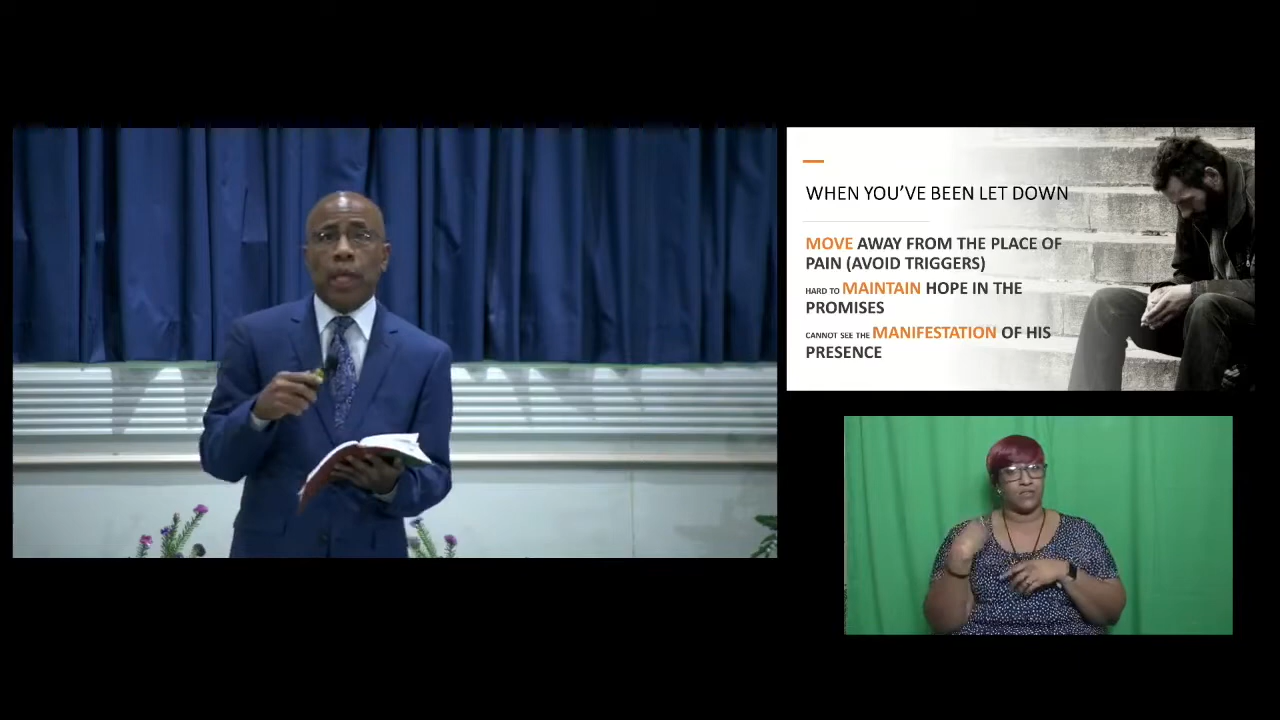 WHEN YOU'VE BEEN LET DOWN
MOVE AWAY FROM THE PLACE OF
PAIN (AVOID TRIGGERS)
HARD TO MAINTAIN HOPE IN THE
PROMISES
CANNOT SEE THE MANIFESTATION OF HIS
PRESENCE